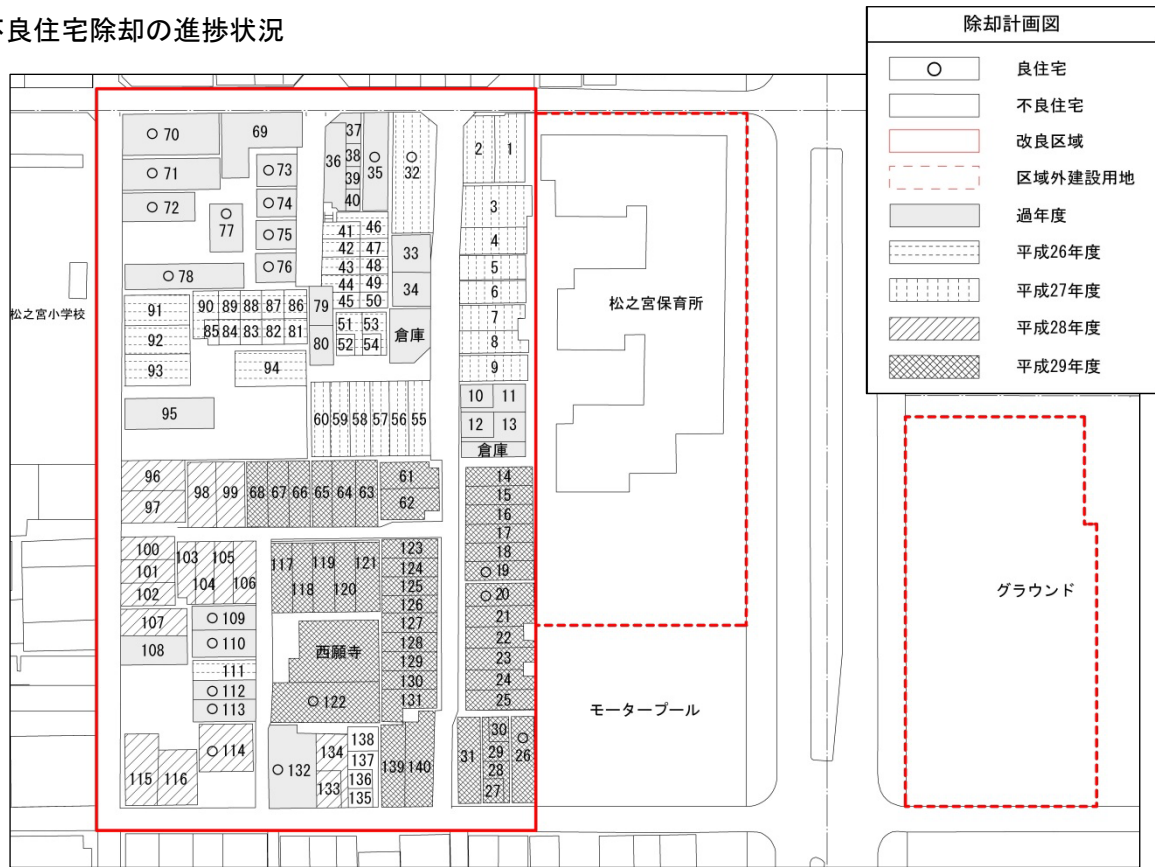 不良住宅除却の進捗状況
除却計画図
○ 良住宅
不良住宅
改良区域
区域外建設用地
過年度
平成26年度
平成27年度
平成28年度
平成29年度
○70 69 37 36 38 ○35 ○32 2 1
○71 ○73 39
○72 ○74 40 3
○77 41 46
○75 42 47 33 4
○78 ○76 43 48 5
44 49 34 6
91 90 89 88 87 86 79 45 50
85 84 83 82 81 51 53 7
92 80 52 54 倉庫 8
93 94 9
95 60 59 58 57 56 55 10 11
12 13
倉庫
96 98 99 68 67 66 65 64 63 61 14
97 62 15
16
17
100 103 105 117 119 121 123 18
101 104 106 118 120 124 ○19
102 125 ○20
107 ○109 126 21
108 ○110 西願寺 127 22
111 128 23
○112 ○122 129 24
○113 130 25
131
115 116 ○114 ○132 134 138 139 140 31 30 ○26
137 29
133 136 28
135 27
松之宮小学校
松之宮保育所
モータープール
グラウンド